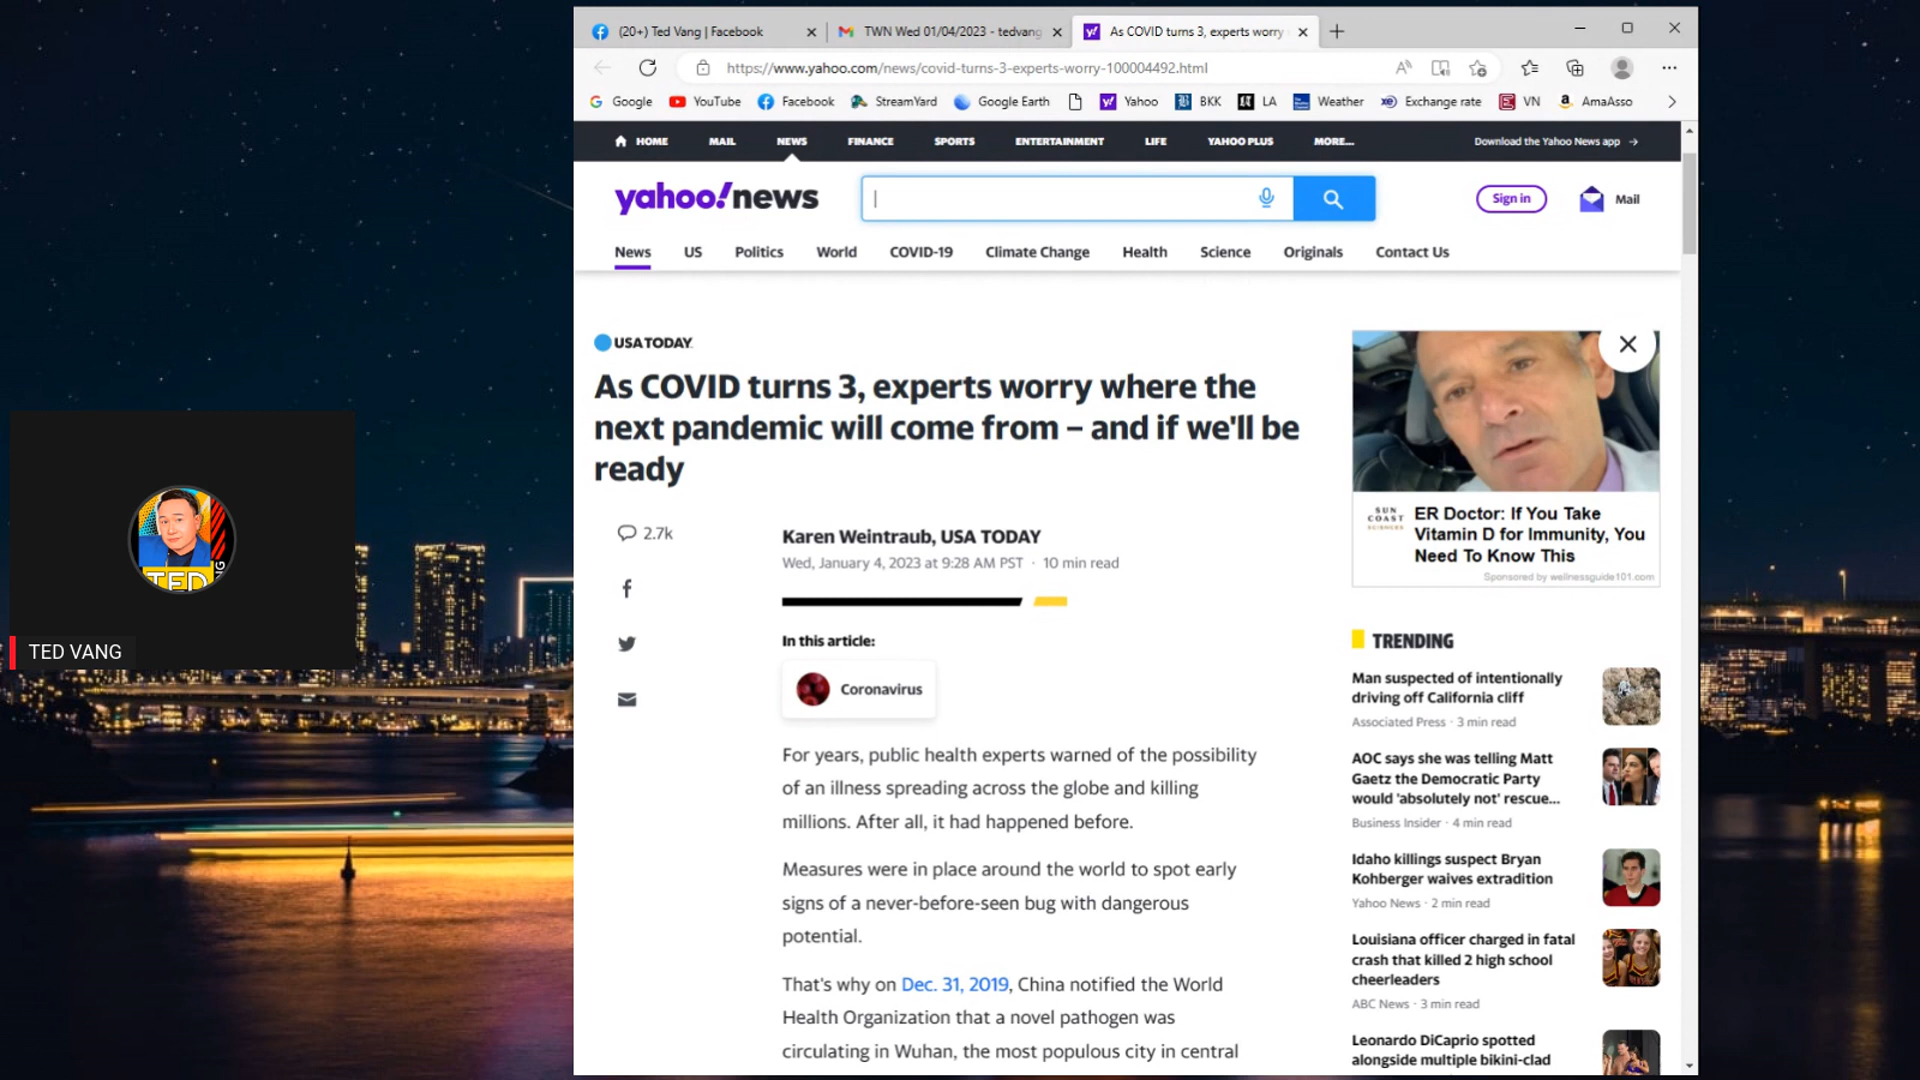 (20+) Ted Vang | Facebook
TWN Wed 01/04/2023 - tedvang
As COVID turns 3, experts worry
https://www.yahoo.com/news/covid-turns-3-experts-worry-100004492.html
Google YouTube Facebook StreamYard Google Earth Yahoo BKK LA Weather Exchange rate VN AmaAsso
HOME MAIL NEWS FINANCE SPORTS ENTERTAINMENT LIFE YAHOO PLUS MORE... Download the Yahoo News app →
yahoo!news
Sign in
Mail
News US Politics World COVID-19 Climate Change Health Science Originals Contact Us
USA TODAY
As COVID turns 3, experts worry where the
next pandemic will come from – and if we'll be
ready
2.7k
Karen Weintraub, USA TODAY
Wed, January 4, 2023 at 9:28 AM PST · 10 min read
In this article:
Coronavirus
For years, public health experts warned of the possibility
of an illness spreading across the globe and killing
millions. After all, it had happened before.
Measures were in place around the world to spot early
signs of a never-before-seen bug with dangerous
potential.
That's why on Dec. 31, 2019, China notified the World
Health Organization that a novel pathogen was
circulating in Wuhan, the most populous city in central
SUN
COAST
SCIENCES
ER Doctor: If You Take
Vitamin D for Immunity, You
Need To Know This
Sponsored by wellnessguide101.com
TRENDING
Man suspected of intentionally
driving off California cliff
Associated Press · 3 min read
AOC says she was telling Matt
Gaetz the Democratic Party
would 'absolutely not' rescue...
Business Insider · 4 min read
Idaho killings suspect Bryan
Kohberger waives extradition
Yahoo News · 2 min read
Louisiana officer charged in fatal
crash that killed 2 high school
cheerleaders
ABC News · 3 min read
Leonardo DiCaprio spotted
alongside multiple bikini-clad
TED
TED VANG